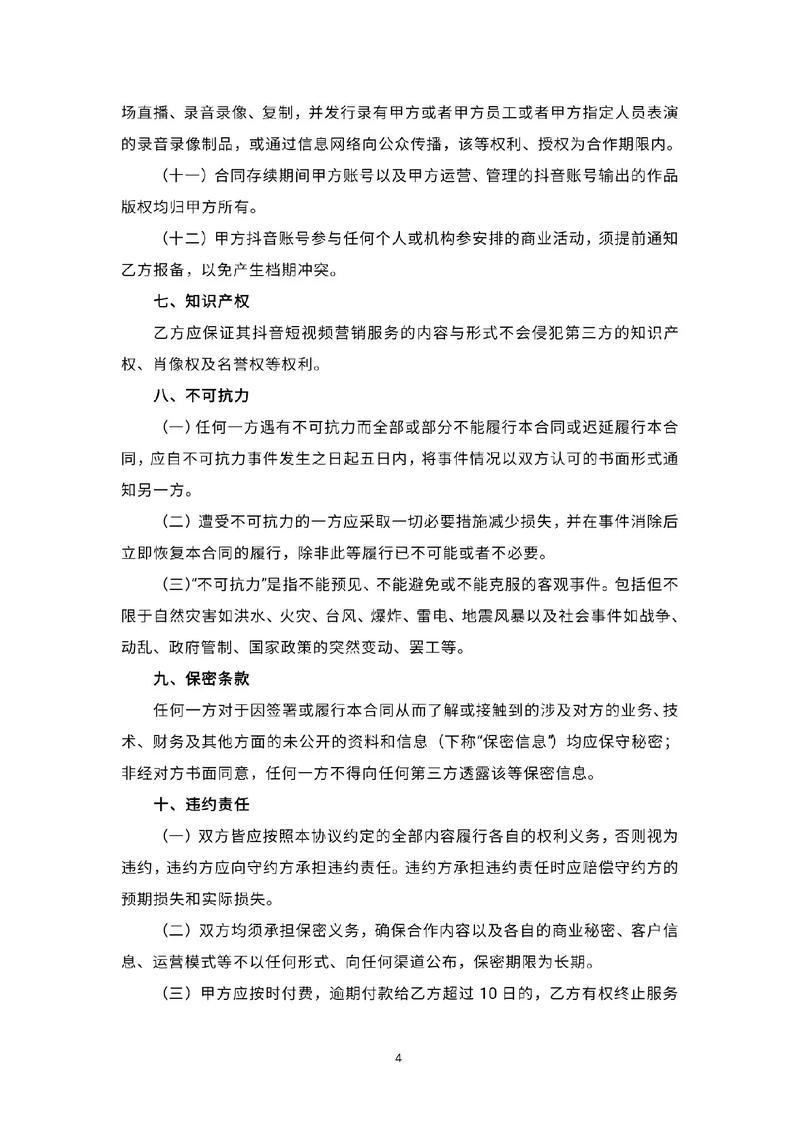 场直播、录音录像、复制，并发行录有甲方或者甲方员工或者甲方指定人员表演
的录音录像制品，或通过信息网络向公众传播，该等权利、授权为合作期限内。
（十一）合同存续期间甲方账号以及甲方运营、管理的抖音账号输出的作品
版权均归甲方所有。
（十二）甲方抖音账号参与任何个人或机构参安排的商业活动，须提前通知
乙方报备，以免产生档期冲突。
七、知识产权
乙方应保证其抖音短视频营销服务的内容与形式不会侵犯第三方的知识产
权、肖像权及名誉权等权利。
八、不可抗力
（一）任何一方遇有不可抗力而全部或部分不能履行本合同或迟延履行本合
同，应自不可抗力事件发生之日起五日内，将事件情况以双方认可的书面形式通
知另一方。
（二）遭受不可抗力的一方应采取一切必要措施减少损失，并在事件消除后
立即恢复本合同的履行，除非此等履行已不可能或者不必要。
（三）“不可抗力”是指不能预见、不能避免或不能克服的客观事件。包括但不
限于自然灾害如洪水、火灾、台风、爆炸、雷电、地震风暴以及社会事件如战争、
动乱、政府管制、国家政策的突然变动、罢工等。
九、保密条款
任何一方对于因签署或履行本合同从而了解或接触到的涉及对方的业务、技
术、财务及其他方面的未公开的资料和信息（下称“保密信息”）均应保守秘密；
非经对方书面同意，任何一方不得向任何第三方透露该等保密信息。
十、违约责任
（一）双方皆应按照本协议约定的全部内容履行各自的权利义务，否则视为
违约，违约方应向守约方承担违约责任。违约方承担违约责任时应赔偿守约方的
预期损失和实际损失。
（二）双方均须承担保密义务，确保合作内容以及各自的商业秘密、客户信
息、运营模式等不以任何形式、向任何渠道公布，保密期限为长期。
（三）甲方应按时付费，逾期付款给乙方超过 10 日的，乙方有权终止服务
4